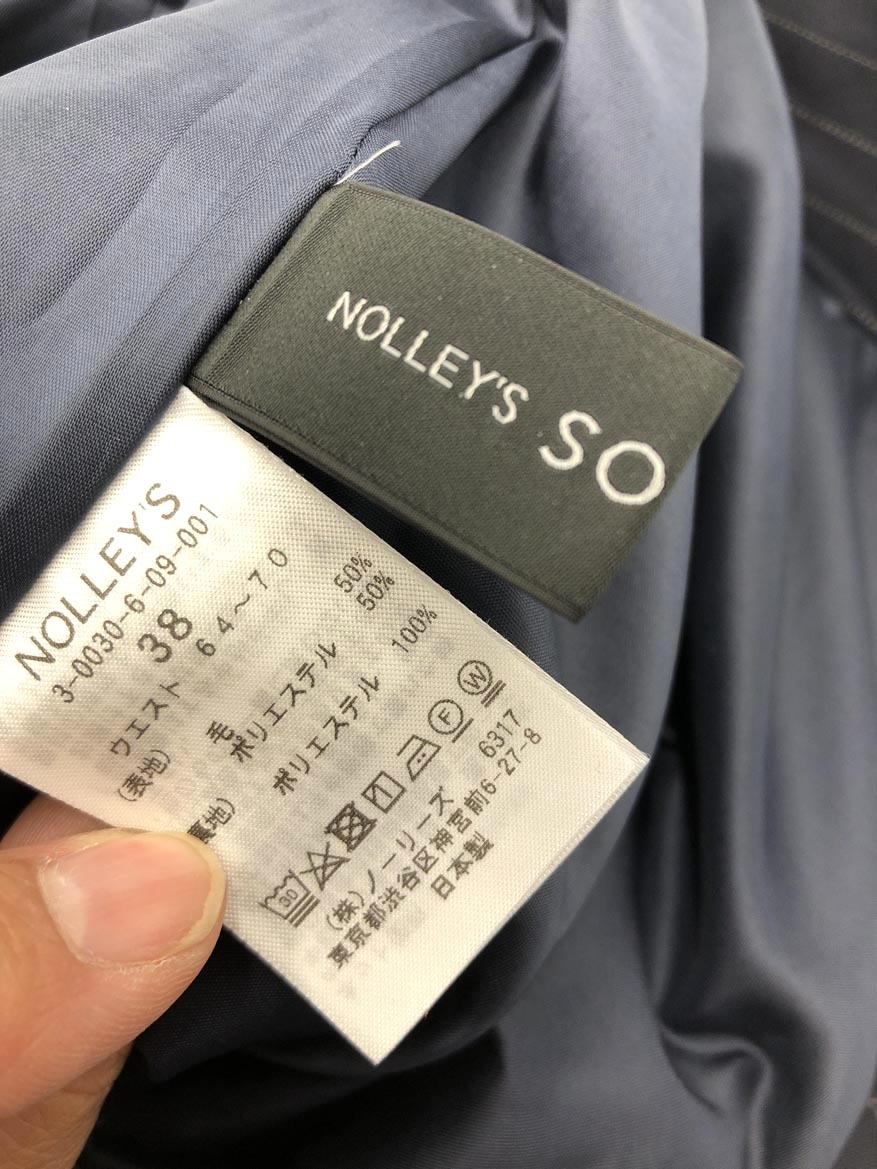 NOLLEY'S SO
NOLLEY'S
3-0030-6-09-001
38
ウエスト 64~70
(表地) 毛 50%
ポリエステル 50%
裏地) ポリエステル 100%
30 F W
(株)ノーリーズ 6317
東京都渋谷区神宮前6-27-8
日本製